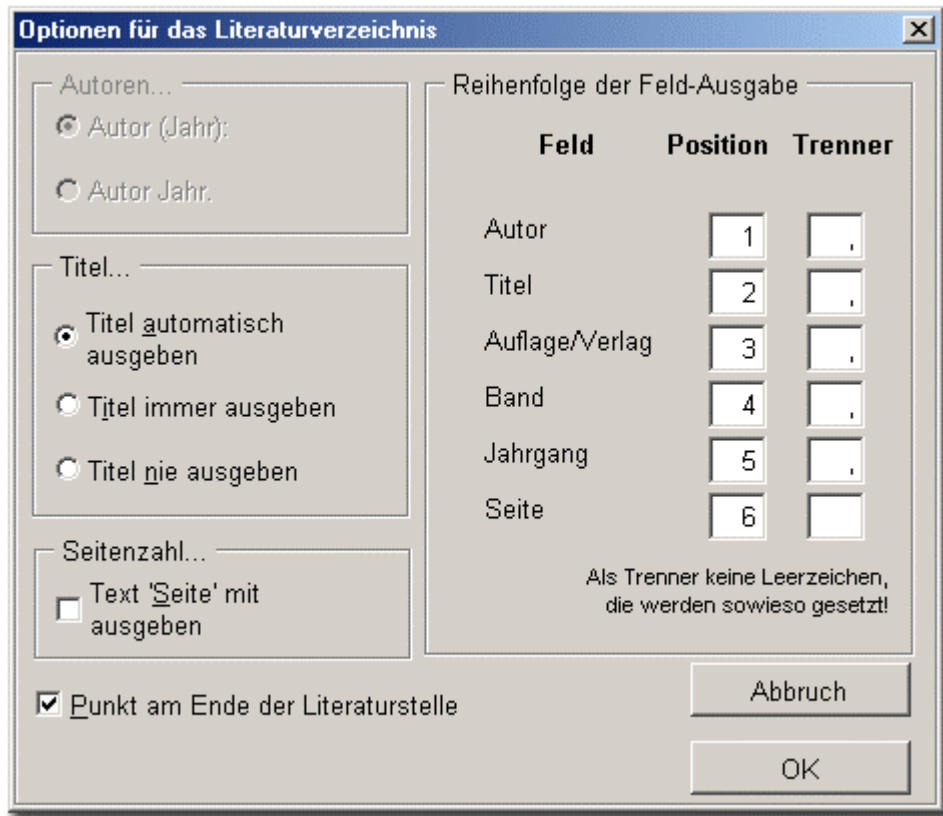 Optionen für das Literaturverzeichnis
Autoren...
Autor (Jahr):
Autor Jahr.
Titel...
Titel automatisch
ausgeben
Titel immer ausgeben
Titel nie ausgeben
Seitenzahl...
Text 'Seite' mit
ausgeben
Punkt am Ende der Literaturstelle
Reihenfolge der Feld-Ausgabe
Feld Position Trenner
Autor 1 ,
Titel 2 ,
Auflage/Verlag 3 ,
Band 4 ,
Jahrgang 5 ,
Seite 6
Als Trenner keine Leerzeichen,
die werden sowieso gesetzt!
Abbruch
OK